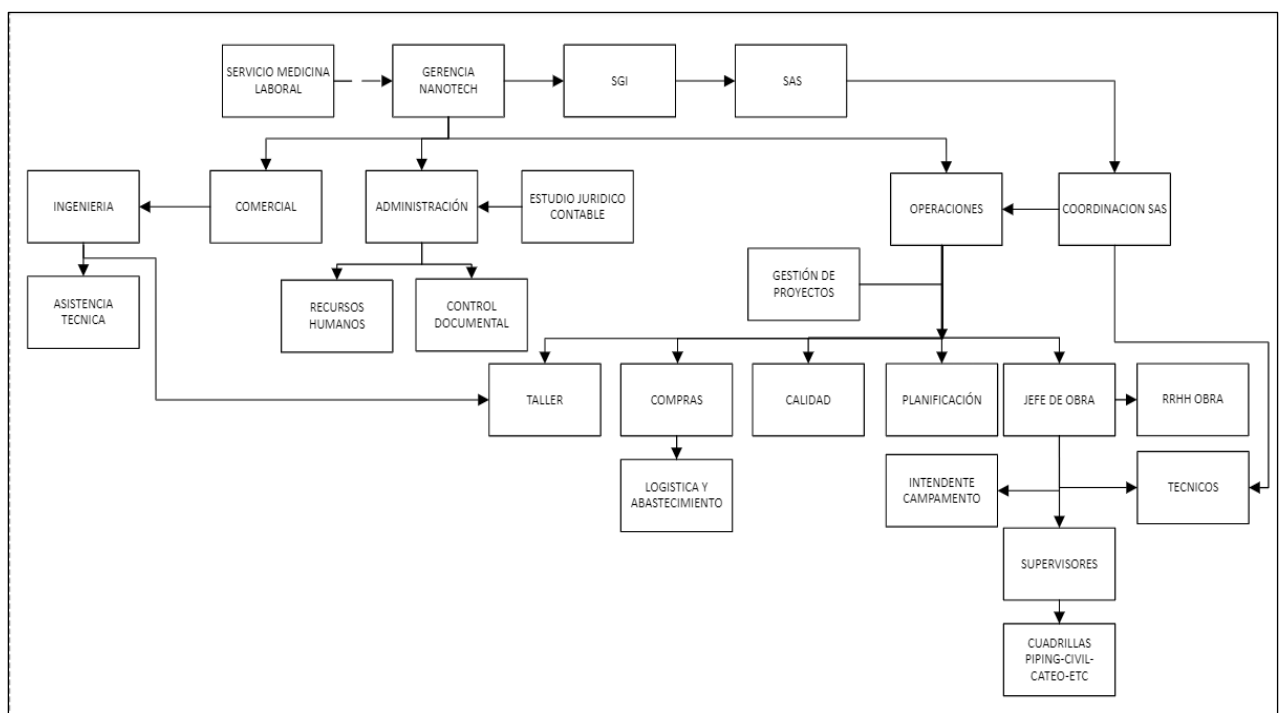 SERVICIO MEDICINA
LABORAL
GERENCIA
NANOTECH
SGI
SAS
INGENIERIA
COMERCIAL
ADMINISTRACIÓN
ESTUDIO JURIDICO
CONTABLE
OPERACIONES
COORDINACION SAS
ASISTENCIA
TECNICA
RECURSOS
HUMANOS
CONTROL
DOCUMENTAL
GESTIÓN DE
PROYECTOS
TALLER
COMPRAS
CALIDAD
PLANIFICACIÓN
JEFE DE OBRA
RRHH OBRA
LOGISTICA Y
ABASTECIMIENTO
INTENDENTE
CAMPAMENTO
TECNICOS
SUPERVISORES
CUADRILLAS
PIPING-CIVIL-
CATEO-ETC